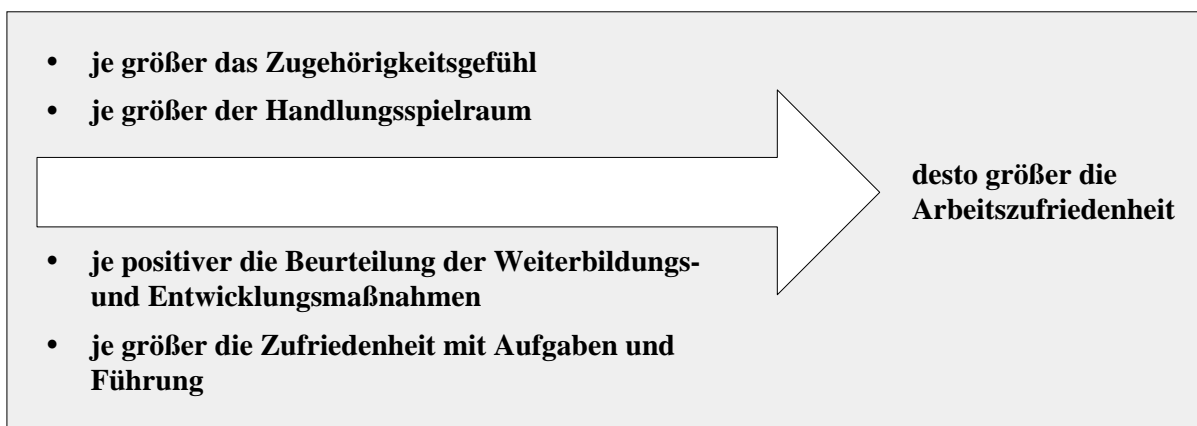 • je größer das Zugehörigkeitsgefühl
• je größer der Handlungsspielraum
desto größer die
Arbeitszufriedenheit
• je positiver die Beurteilung der Weiterbildungs-
und Entwicklungsmaßnahmen
• je größer die Zufriedenheit mit Aufgaben und
Führung